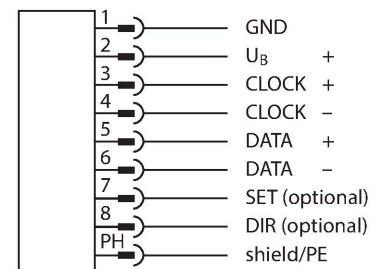 1 GND
2 U_B +
3 CLOCK +
4 CLOCK –
5 DATA +
6 DATA –
7 SET (optional)
8 DIR (optional)
PH shield/PE